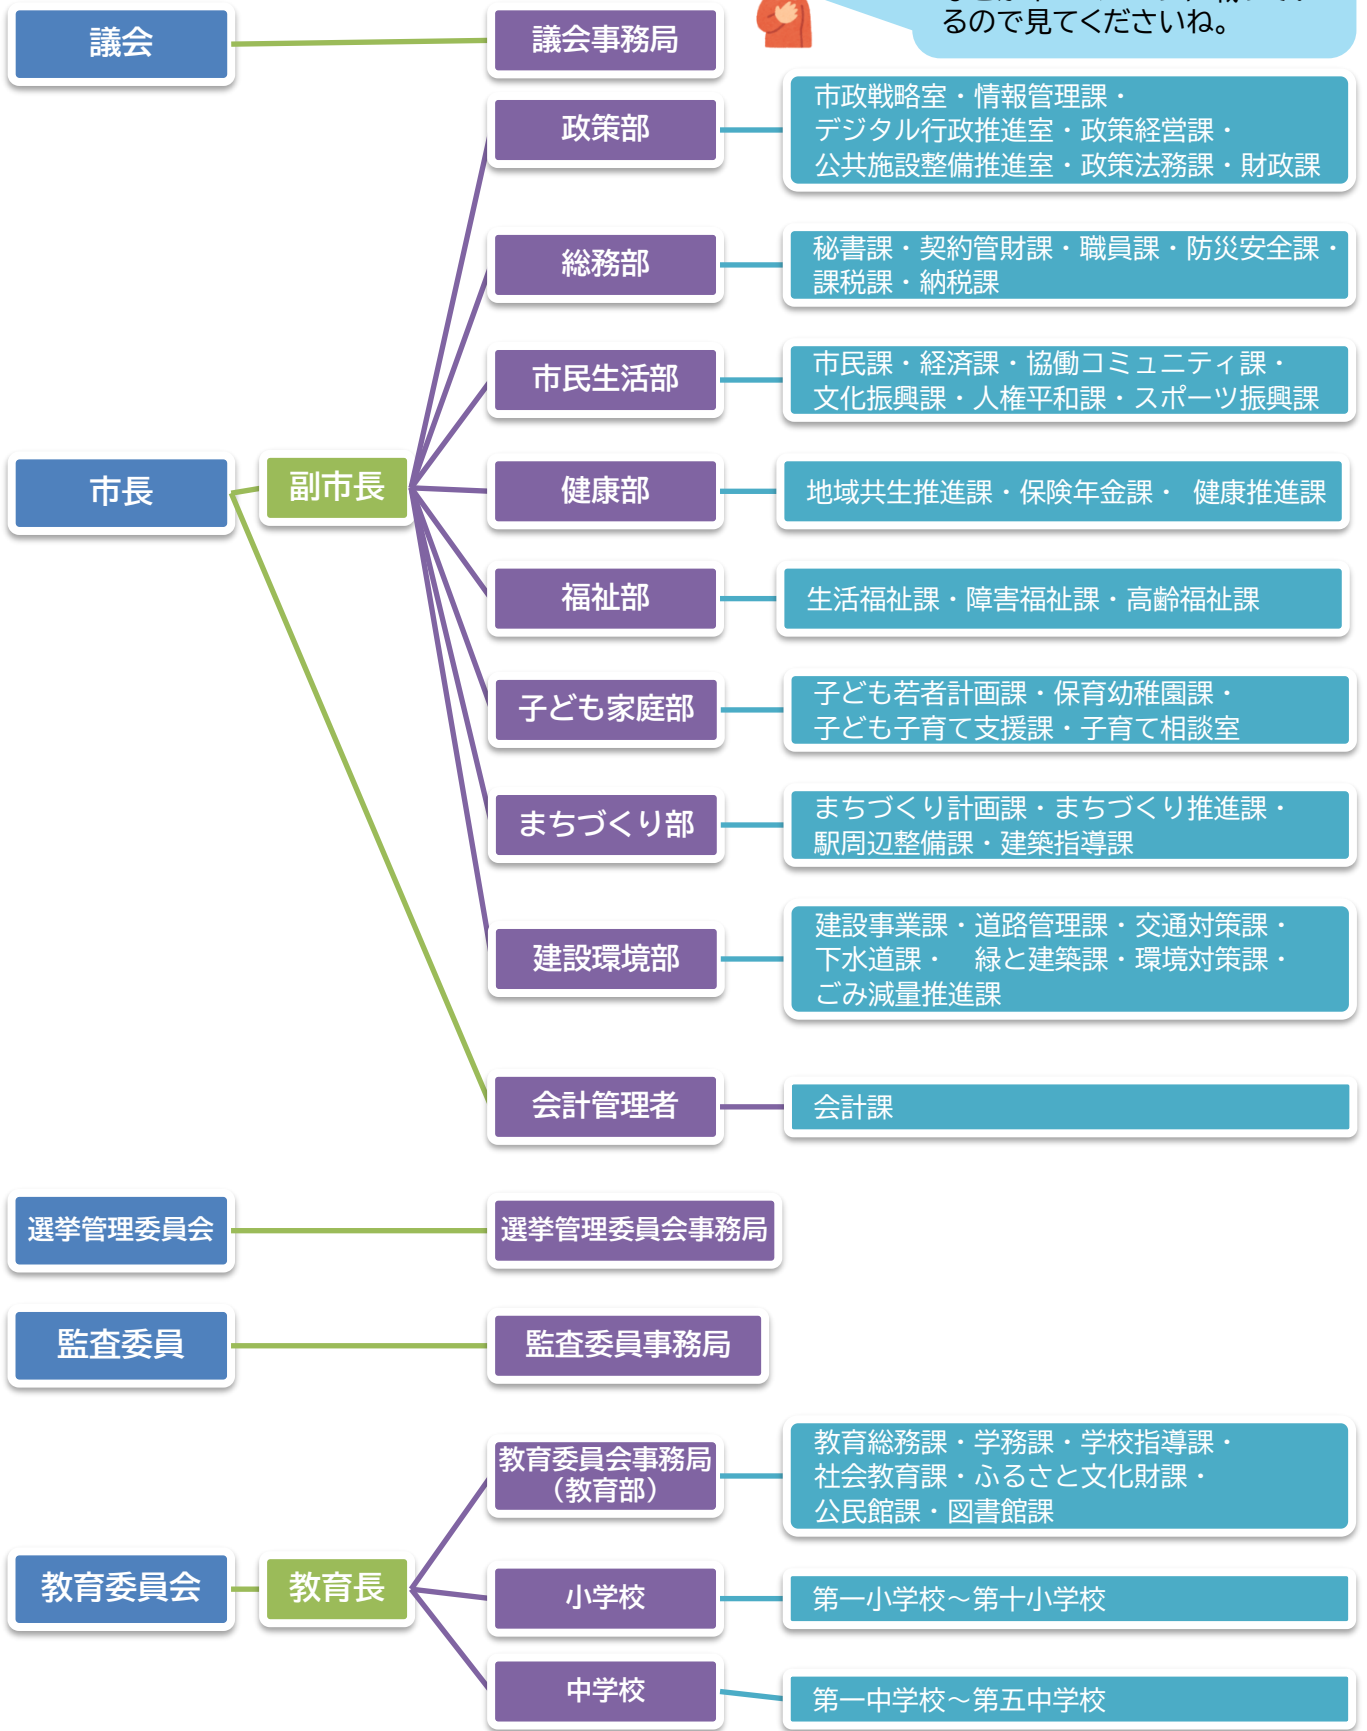 るので見てくださいね。
議会
議会事務局
政策部
市政戦略室・情報管理課・
デジタル行政推進室・政策経営課・
公共施設整備推進室・政策法務課・財政課
総務部
秘書課・契約管財課・職員課・防災安全課・
課税課・納税課
市民生活部
市民課・経済課・協働コミュニティ課・
文化振興課・人権平和課・スポーツ振興課
市長
副市長
健康部
地域共生推進課・保険年金課・　健康推進課
福祉部
生活福祉課・障害福祉課・高齢福祉課
子ども家庭部
子ども若者計画課・保育幼稚園課・
子ども子育て支援課・子育て相談室
まちづくり部
まちづくり計画課・まちづくり推進課・
駅周辺整備課・建築指導課
建設環境部
建設事業課・道路管理課・交通対策課・
下水道課・　緑と建築課・環境対策課・
ごみ減量推進課
会計管理者
会計課
選挙管理委員会
選挙管理委員会事務局
監査委員
監査委員事務局
教育委員会
教育長
教育委員会事務局
（教育部）
教育総務課・学務課・学校指導課・
社会教育課・ふるさと文化財課・
公民館課・図書館課
小学校
第一小学校～第十小学校
中学校
第一中学校～第五中学校